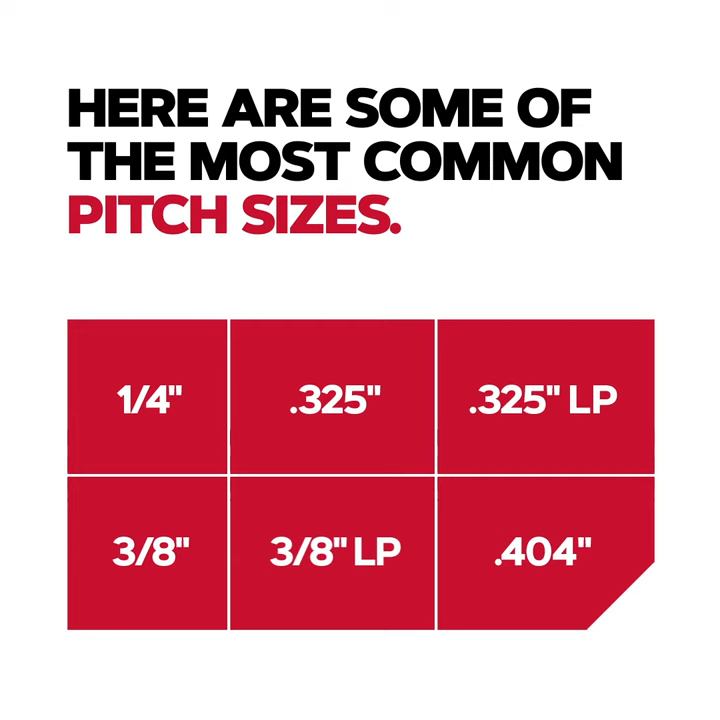 HERE ARE SOME OF
THE MOST COMMON
PITCH SIZES.
1/4" .325" .325" LP
3/8" 3/8" LP .404"